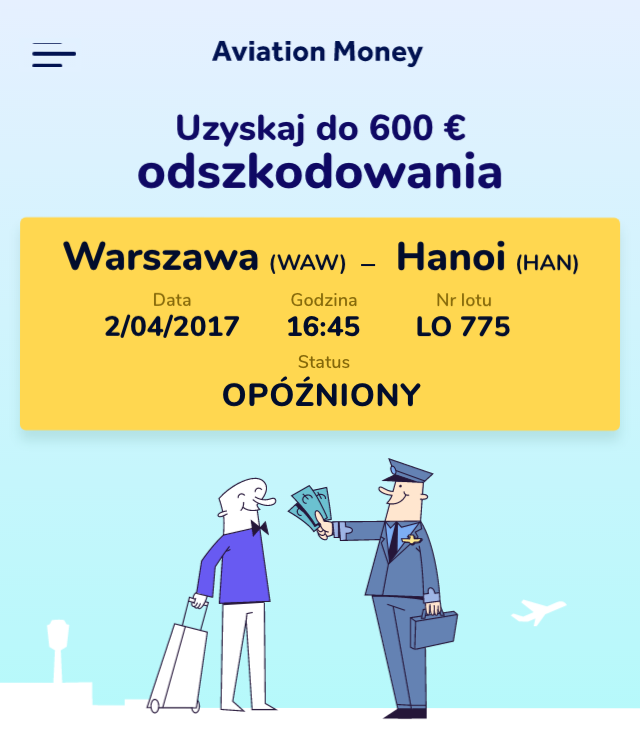 Aviation Money
Uzyskaj do 600 €
odszkodowania
Warszawa (WAW) – Hanoi (HAN)
Data Godzina Nr lotu
2/04/2017 16:45 LO 775
Status
OPÓŹNIONY